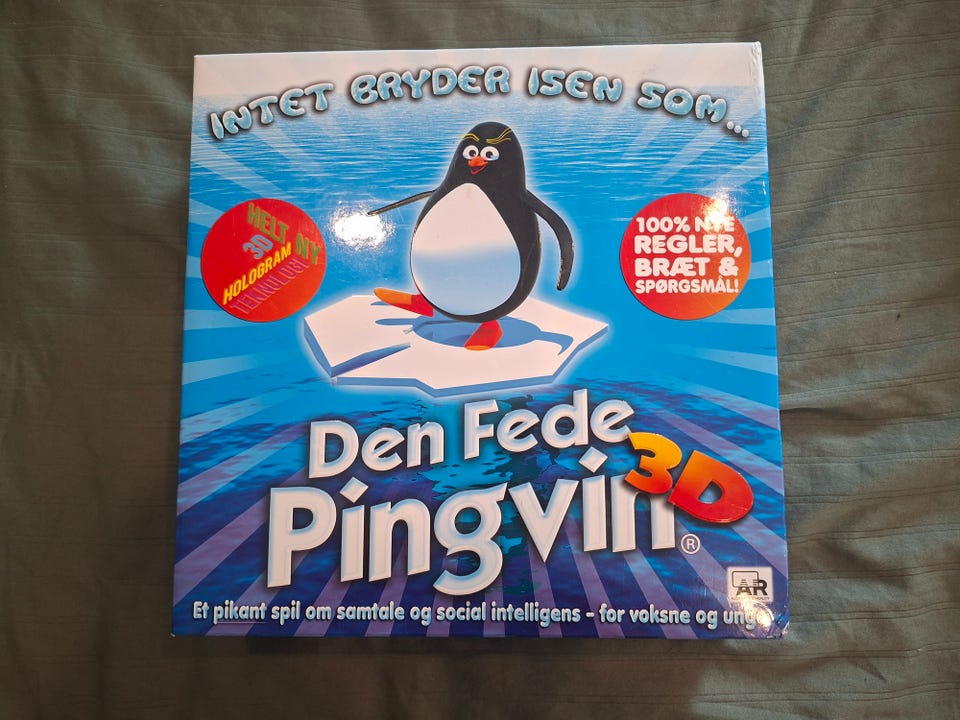 INTET BRYDER ISEN SOM...
HELT NY
3D
HOLOGRAM
TEKNOLOGI
100% NYE
REGLER,
BRÆT &
SPØRGSMÅL!
Den Fede
Pingvin®
3D
AR
Et pikant spil om samtale og social intelligens - for voksne og unge